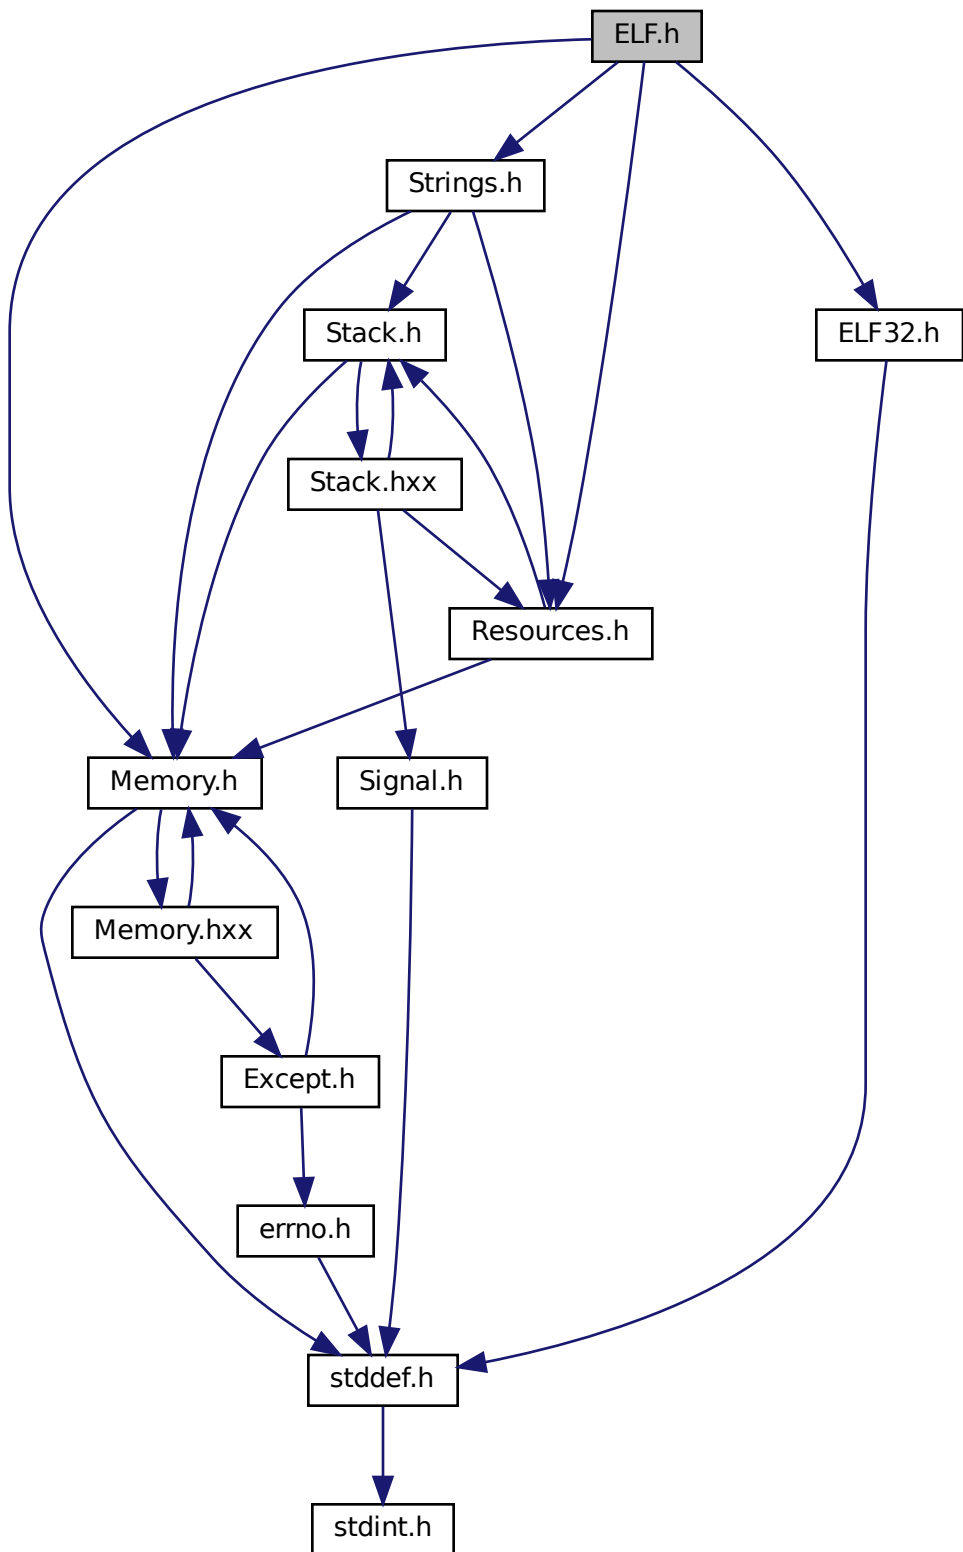 ELF.h
Strings.h
Stack.h
ELF32.h
Stack.hxx
Resources.h
Memory.h
Signal.h
Memory.hxx
Except.h
errno.h
stddef.h
stdint.h